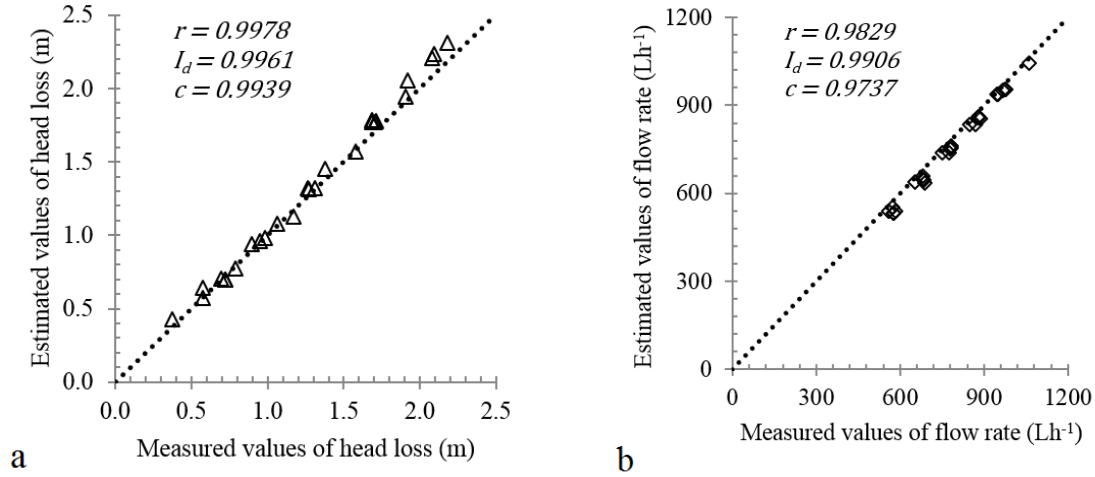 r = 0.9978
I_d = 0.9961
c = 0.9939
Estimated values of head loss (m)
2.5
2.0
1.5
1.0
0.5
0.0
0.0 0.5 1.0 1.5 2.0 2.5
Measured values of head loss (m)
a
r = 0.9829
I_d = 0.9906
c = 0.9737
Estimated values of flow rate (Lh⁻¹)
1200
900
600
300
0
0 300 600 900 1200
Measured values of flow rate (Lh⁻¹)
b